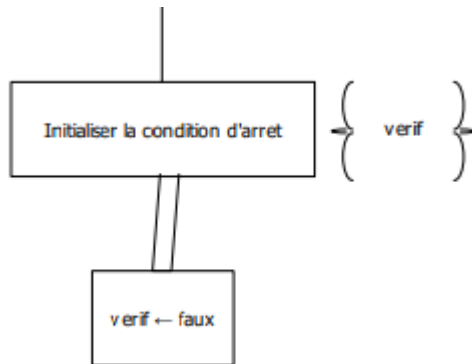 Initialiser la condition d'arret
verif
verif ← faux